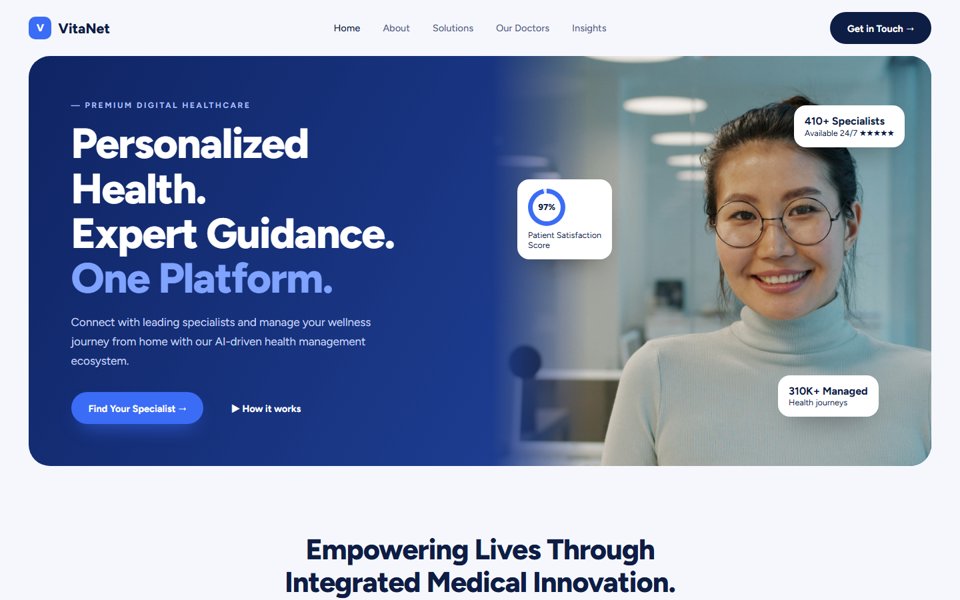 V VitaNet
Home About Solutions Our Doctors Insights
Get in Touch →
— PREMIUM DIGITAL HEALTHCARE
Personalized
Health.
Expert Guidance.
One Platform.
Connect with leading specialists and manage your wellness
journey from home with our AI-driven health management
ecosystem.
Find Your Specialist →
▶ How it works
97%
Patient Satisfaction
Score
410+ Specialists
Available 24/7 ★★★★★
310K+ Managed
Health journeys
Empowering Lives Through
Integrated Medical Innovation.